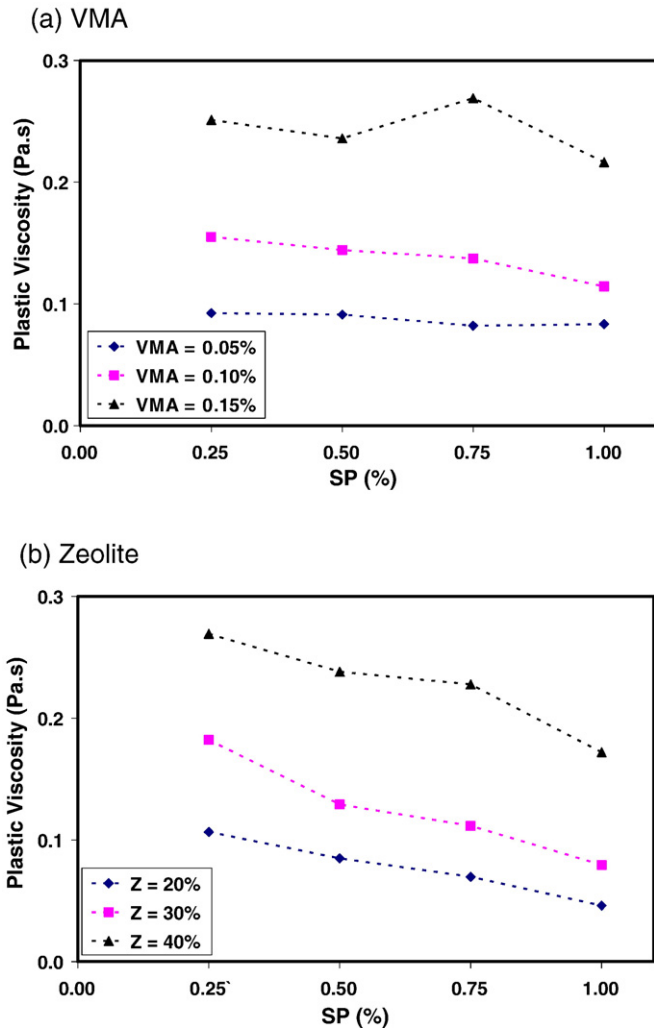 (a) VMA
0.3
0.2
0.1
0.0
Plastic Viscosity (Pa.s)
VMA = 0.05%
VMA = 0.10%
VMA = 0.15%
0.00 0.25 0.50 0.75 1.00
SP (%)
(b) Zeolite
0.3
0.2
0.1
0.0
Plastic Viscosity (Pa.s)
Z = 20%
Z = 30%
Z = 40%
0.00 0.25` 0.50 0.75 1.00
SP (%)